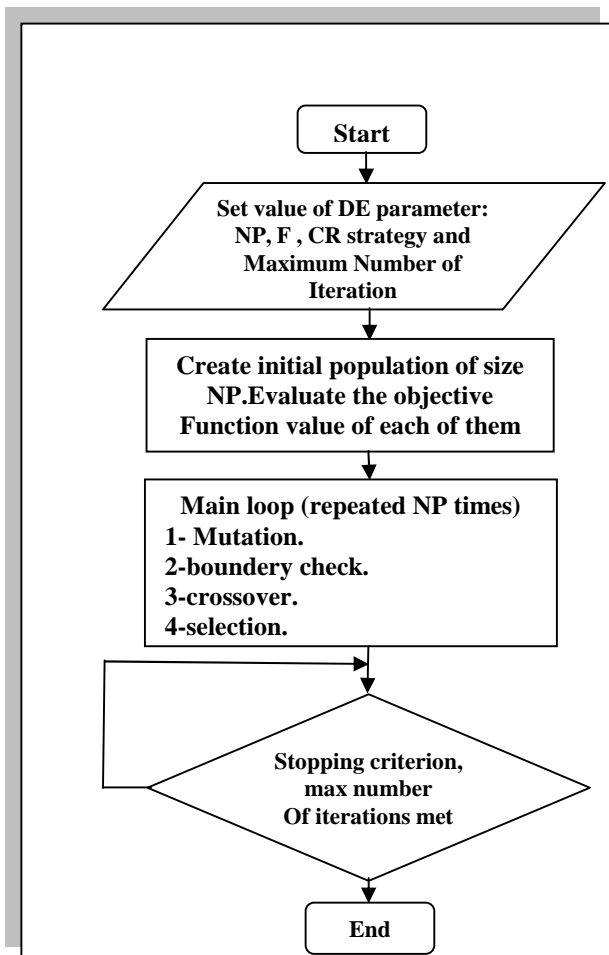 Start
Set value of DE parameter:
NP, F , CR strategy and
Maximum Number of
Iteration
Create initial population of size
NP.Evaluate the objective
Function value of each of them
Main loop (repeated NP times)
1- Mutation.
2-boundery check.
3-crossover.
4-selection.
Stopping criterion,
max number
Of iterations met
End